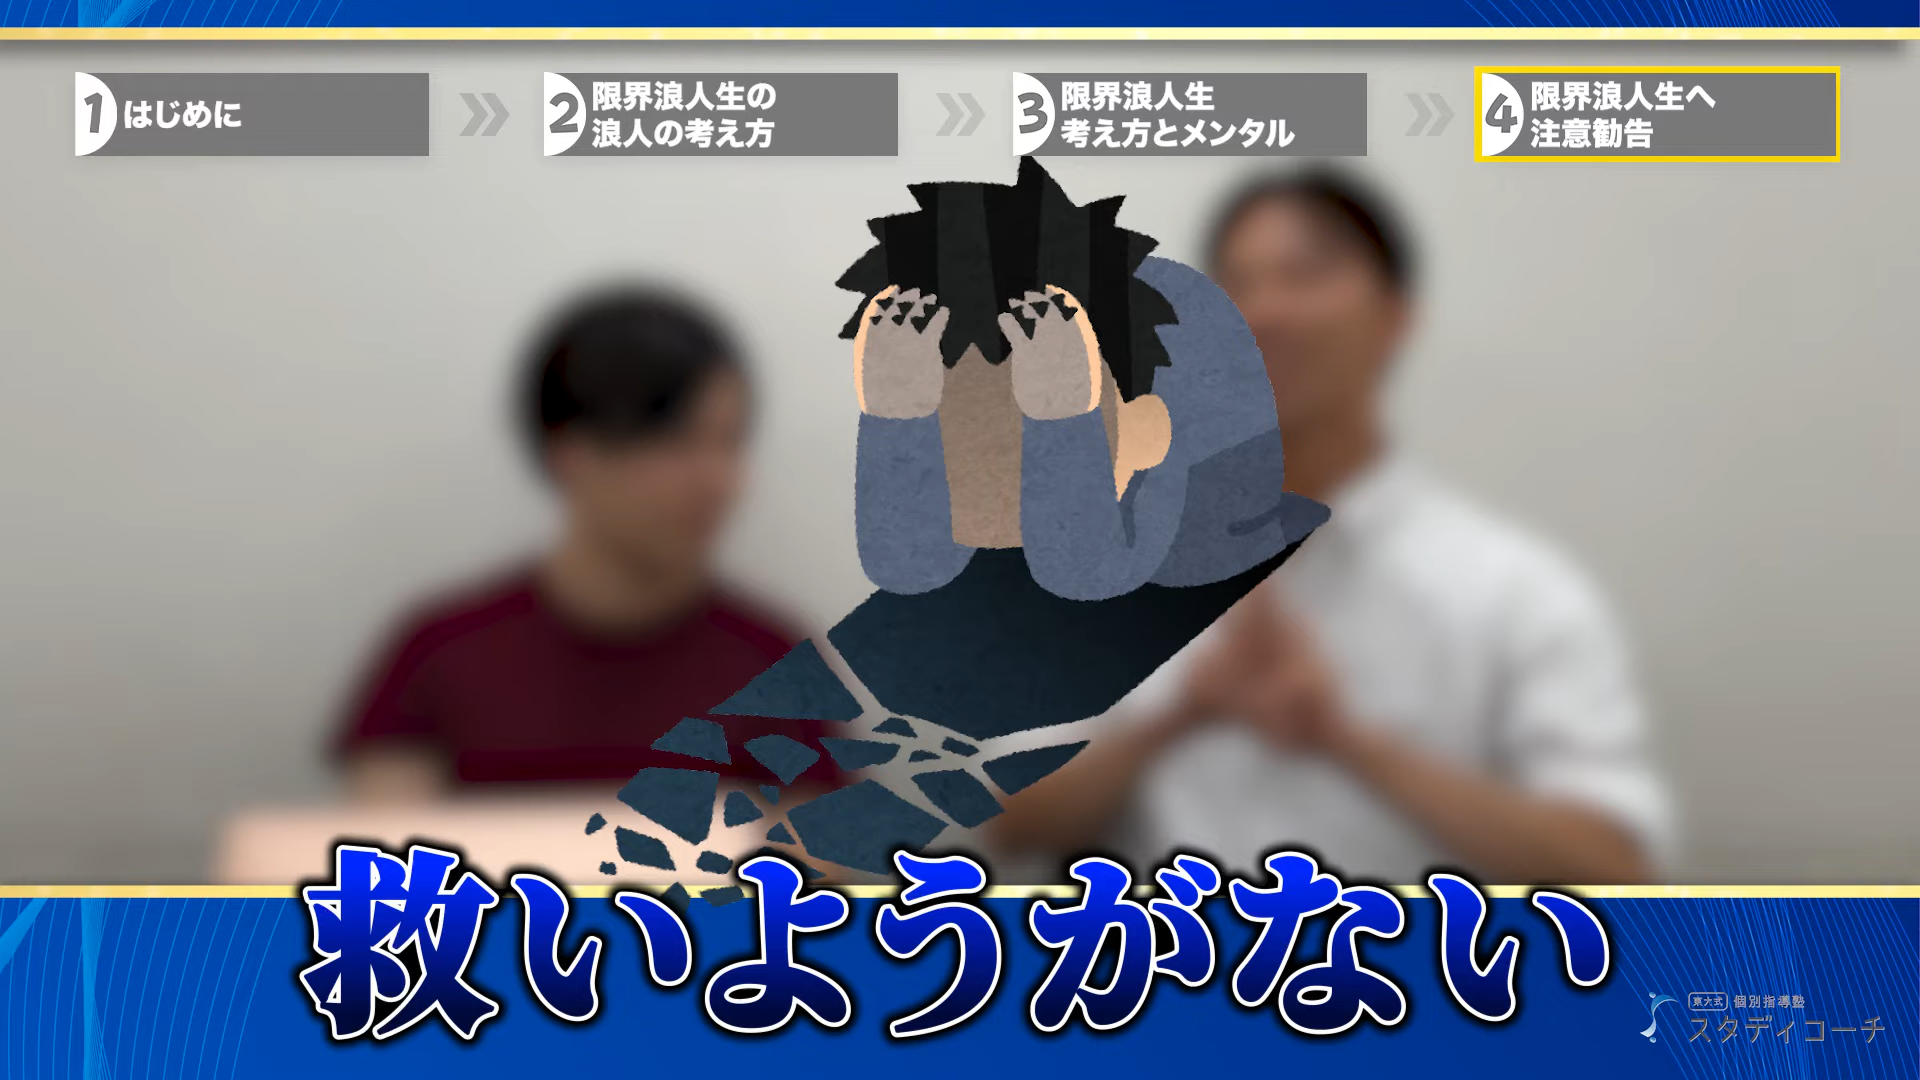 1 はじめに
2 限界浪人生の
浪人の考え方
3 限界浪人生
考え方とメンタル
4 限界浪人生へ
注意勧告
救いようがない
東大式 個別指導塾
スタディコーチ